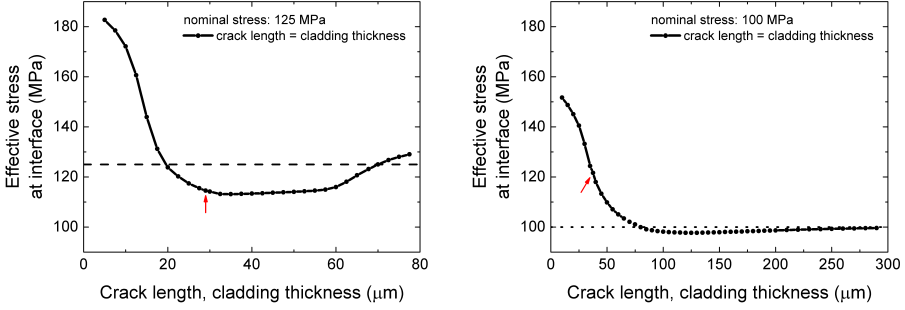 nominal stress: 125 MPa
crack length = cladding thickness
180
160
140
120
100
Effective stress
at interface (MPa)
0
20
40
60
80
Crack length, cladding thickness (μm)
nominal stress: 100 MPa
crack length = cladding thickness
180
160
140
120
100
Effective stress
at interface (MPa)
0
50
100
150
200
250
300
Crack length, cladding thickness (μm)